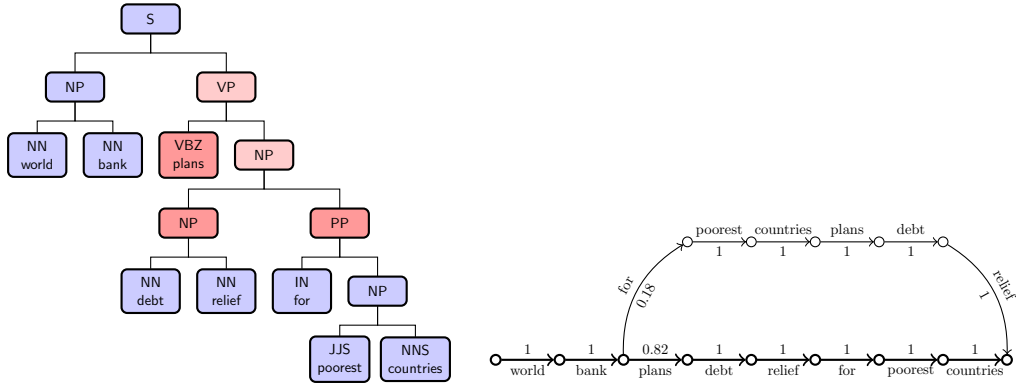 S
NP VP
NN world NN bank VBZ plans NP
NP PP
NN debt NN relief IN for NP
JJS poorest NNS countries
for 0.18 poorest 1 countries 1 plans 1 debt 1 relief 1
1 1 0.82 1 1 1 1 1
world bank plans debt relief for poorest countries